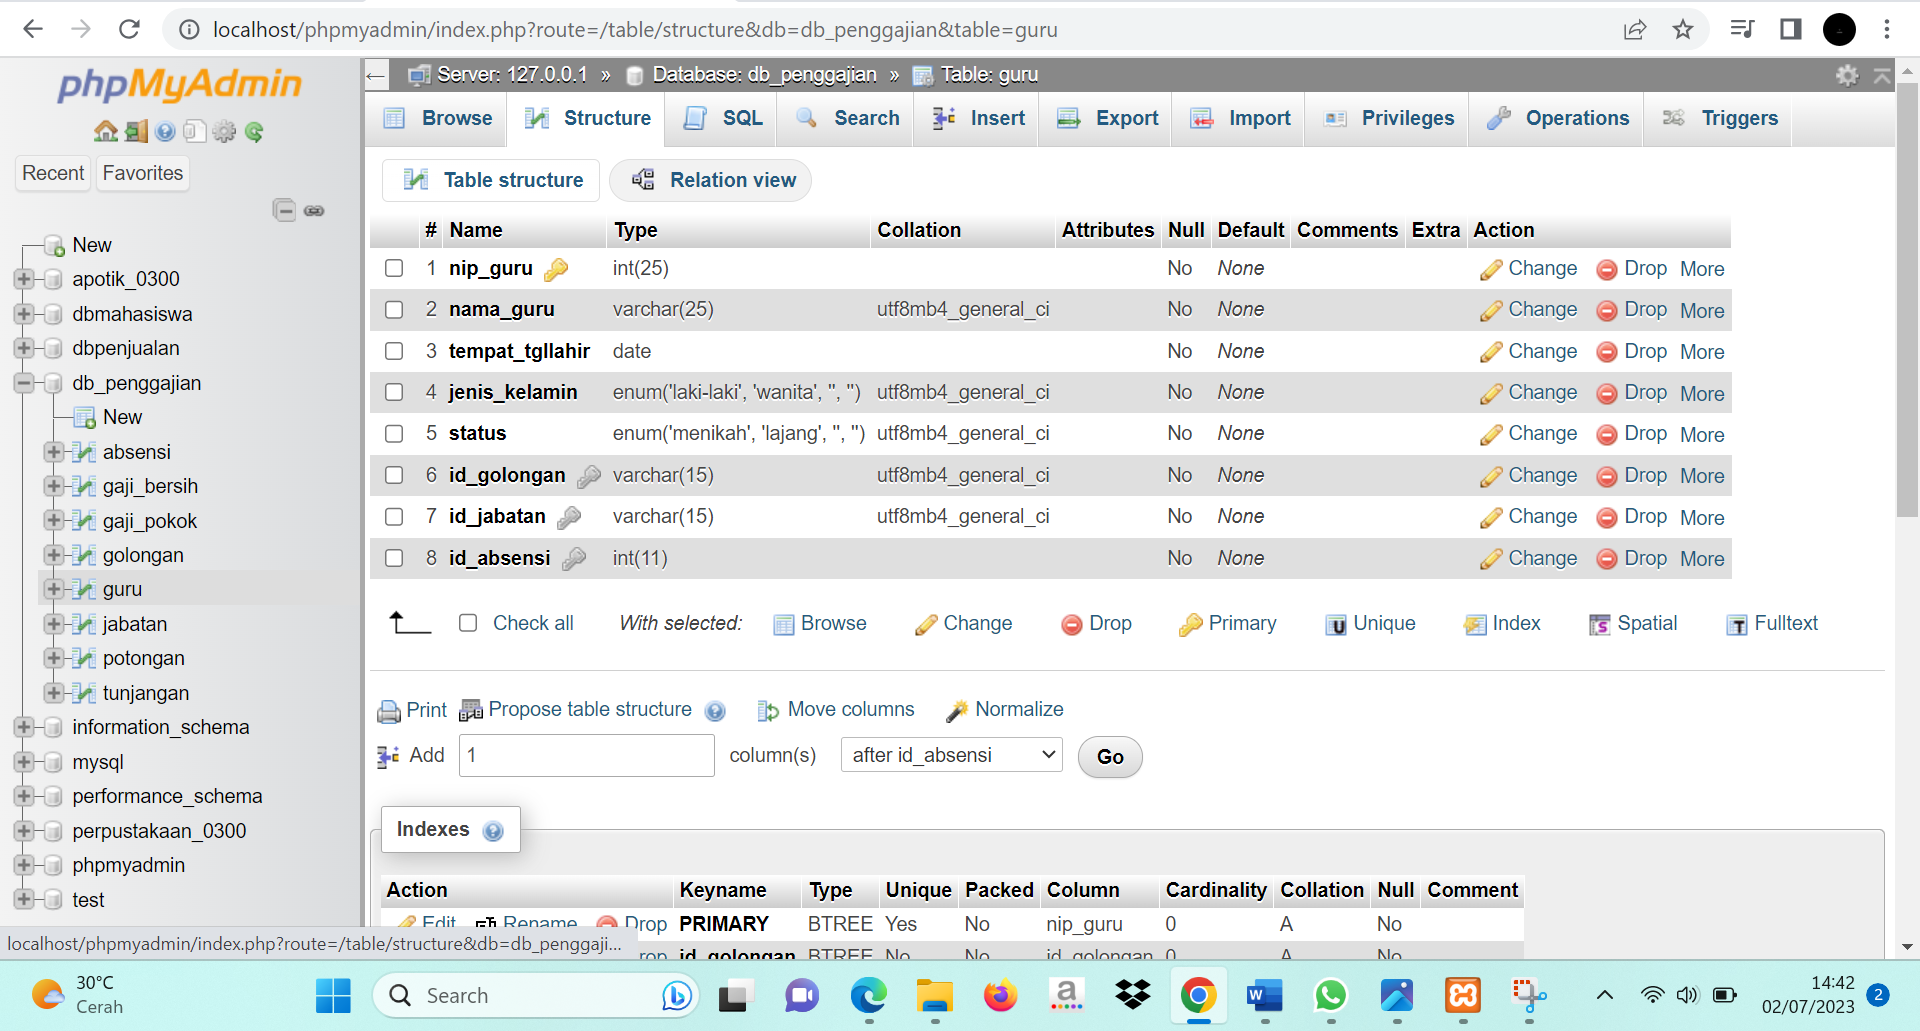 localhost/phpmyadmin/index.php?route=/table/structure&db=db_penggajian&table=guru
phpMyAdmin
Recent Favorites
New
apotik_0300
dbmahasiswa
dbpenjualan
db_penggajian
New
absensi
gaji_bersih
gaji_pokok
golongan
guru
jabatan
potongan
tunjangan
information_schema
mysql
performance_schema
perpustakaan_0300
phpmyadmin
test
localhost/phpmyadmin/index.php?route=/table/structure&db=db_penggaji...
Server: 127.0.0.1 » Database: db_penggajian » Table: guru
Browse Structure SQL Search Insert Export Import Privileges Operations Triggers
Table structure Relation view
# Name Type Collation Attributes Null Default Comments Extra Action
1 nip_guru int(25) No None Change Drop More
2 nama_guru varchar(25) utf8mb4_general_ci No None Change Drop More
3 tempat_tgllahir date No None Change Drop More
4 jenis_kelamin enum('laki-laki', 'wanita', '', '') utf8mb4_general_ci No None Change Drop More
5 status enum('menikah', 'lajang', '', '') utf8mb4_general_ci No None Change Drop More
6 id_golongan varchar(15) utf8mb4_general_ci No None Change Drop More
7 id_jabatan varchar(15) utf8mb4_general_ci No None Change Drop More
8 id_absensi int(11) No None Change Drop More
Check all With selected: Browse Change Drop Primary Unique Index Spatial Fulltext
Print Propose table structure Move columns Normalize
Add 1 column(s) after id_absensi Go
Indexes
Action Keyname Type Unique Packed Column Cardinality Collation Null Comment
Edit Rename Drop PRIMARY BTREE Yes No nip_guru 0 A No
id_golongan BTREE No No id_golongan 0 A No
30°C
Cerah
Search
14:42
02/07/2023
2